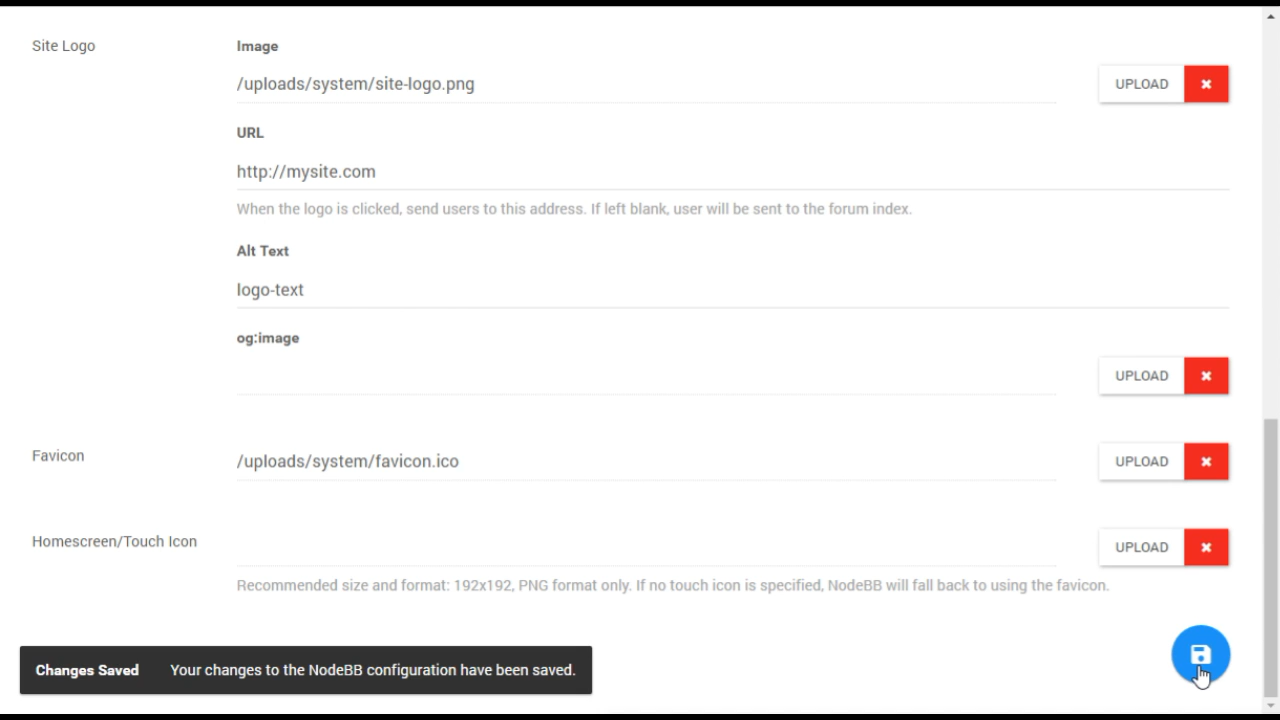 Site Logo
Image
/uploads/system/site-logo.png
UPLOAD
URL
http://mysite.com
When the logo is clicked, send users to this address. If left blank, user will be sent to the forum index.
Alt Text
logo-text
og:image
UPLOAD
Favicon
/uploads/system/favicon.ico
UPLOAD
Homescreen/Touch Icon
UPLOAD
Recommended size and format: 192x192, PNG format only. If no touch icon is specified, NodeBB will fall back to using the favicon.
Changes Saved Your changes to the NodeBB configuration have been saved.